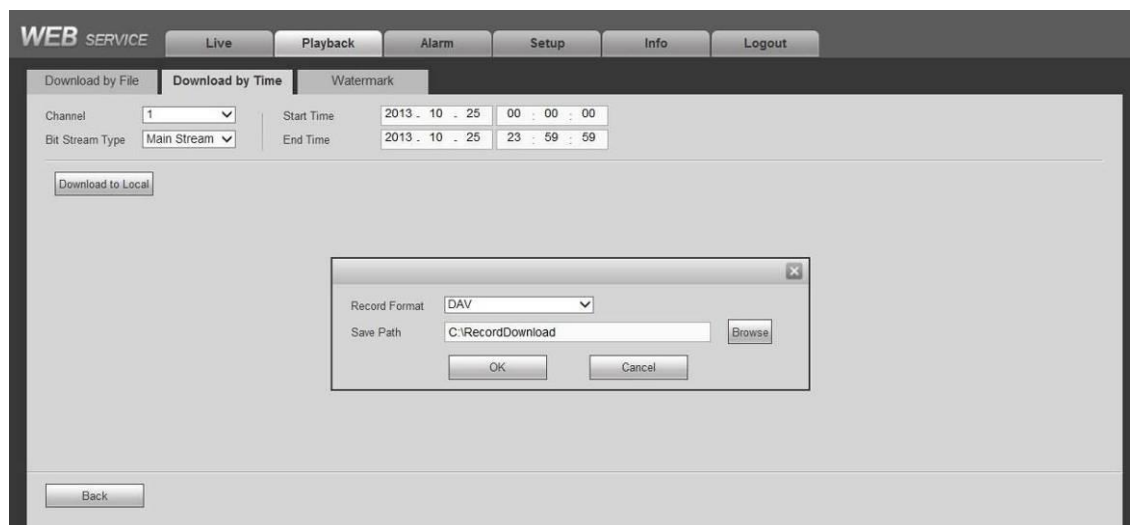 WEB SERVICE Live Playback Alarm Setup Info Logout
Download by File Download by Time Watermark
Channel 1 Start Time 2013 . 10 . 25 00 : 00 : 00
Bit Stream Type Main Stream End Time 2013 . 10 . 25 23 : 59 : 59
Download to Local
Record Format DAV
Save Path C:\RecordDownload Browse
OK Cancel
Back